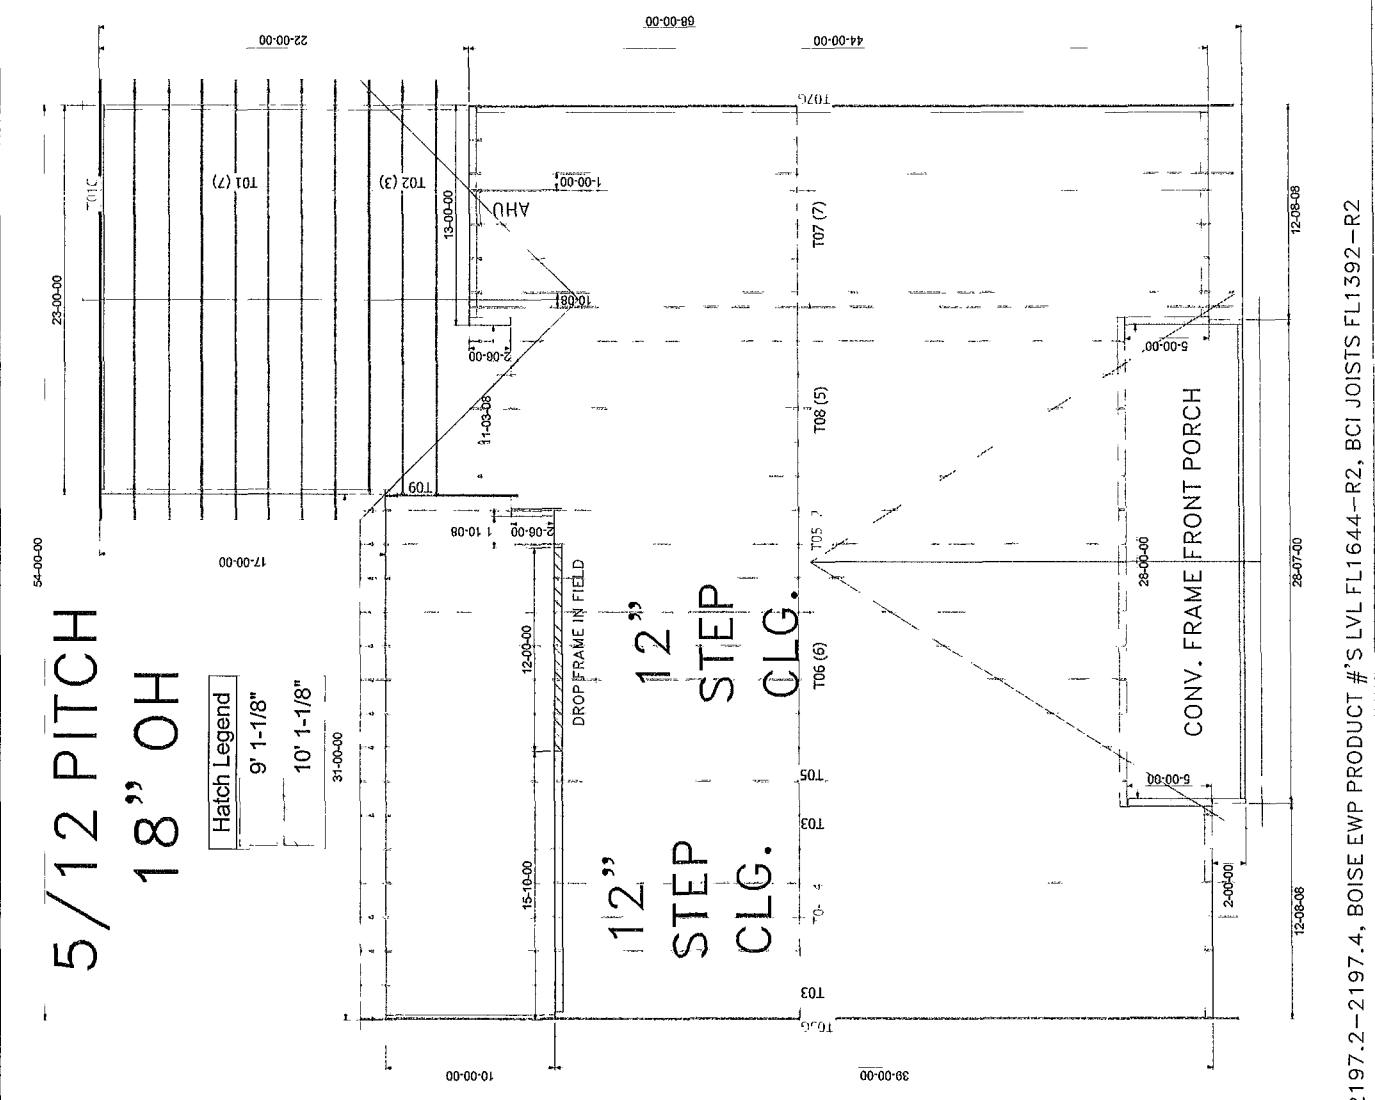 68-00-00
22-00-00
44-00-00
T07G
T01G
T01 (7)
T02 (3)
1-00-00
13-00-00
AHU
T07 (7)
12-08-08
23-00-00
10-08
2-06-00
5-00-00
11-03-08
T08 (5)
T09
1-10-08
2-06-00
T05
17-00-00
54-00-00
28-00-00
28-07-00
CONV. FRAME FRONT PORCH
DROP FRAME IN FIELD
12-00-00
12"
STEP
CLG.
T06 (6)
5/12 PITCH
18" OH
Hatch Legend
9' 1-1/8"
10' 1-1/8"
31-00-00
T05
5-00-00
T03
15-10-00
12"
STEP
CLG.
2-00-00
12-08-08
T03
10-00-00
39-00-00
2197.2-2197.4, BOISE EWP PRODUCT #'S LVL FL1644-R2, BCI JOISTS FL1392-R2